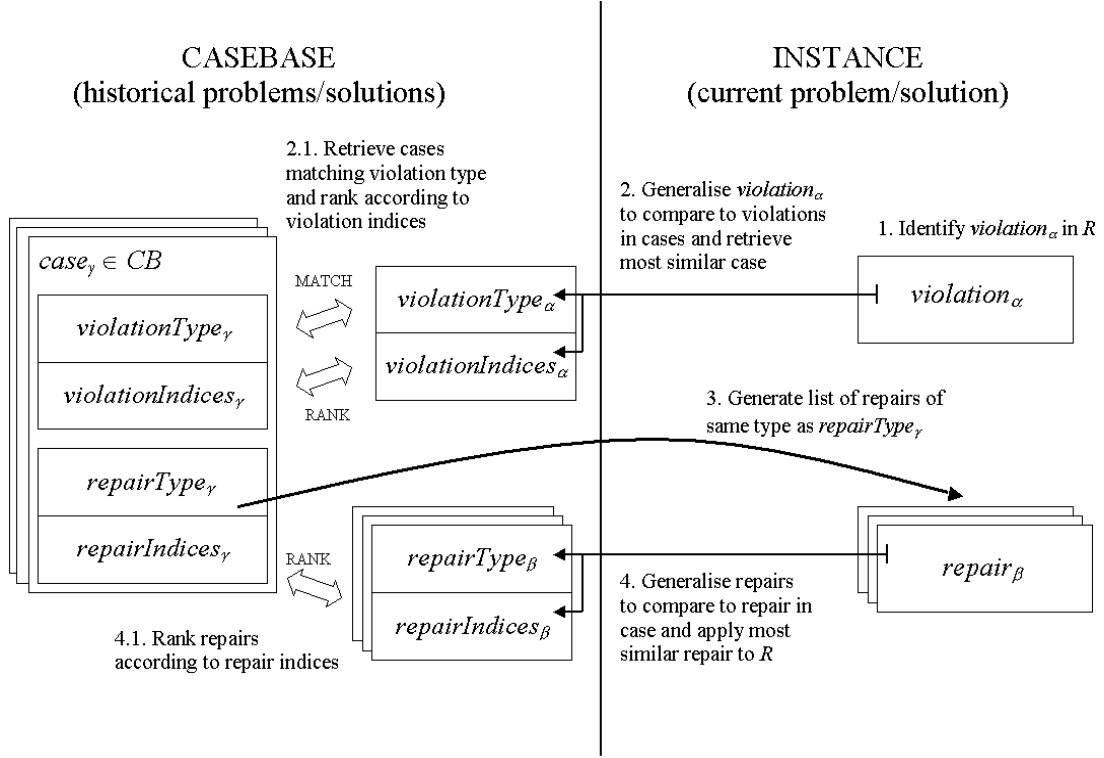 CASEBASE
(historical problems/solutions)
INSTANCE
(current problem/solution)
2.1. Retrieve cases
matching violation type
and rank according to
violation indices
2. Generalise violationα
to compare to violations
in cases and retrieve
most similar case
1. Identify violationα in R
caseγ ∈ CB
MATCH
violationTypeα
violationα
violationTypeγ
violationIndicesα
violationIndicesγ
RANK
3. Generate list of repairs of
same type as repairTypeγ
repairTypeγ
repairIndicesγ
RANK
repairTypeβ
repairβ
repairIndicesβ
4. Generalise repairs
to compare to repair in
case and apply most
similar repair to R
4.1. Rank repairs
according to repair indices